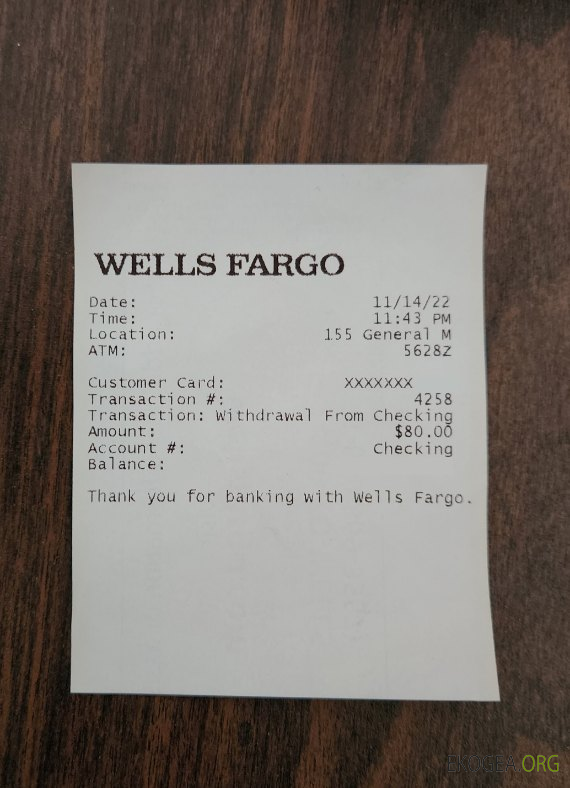 WELLS FARGO
Date: 11/14/22
Time: 11:43 PM
Location: 155 General M
ATM: 5628Z
Customer Card: XXXXXXX
Transaction #: 4258
Transaction: Withdrawal From Checking
Amount: $80.00
Account #: Checking
Balance:
Thank you for banking with Wells Fargo.
ORG